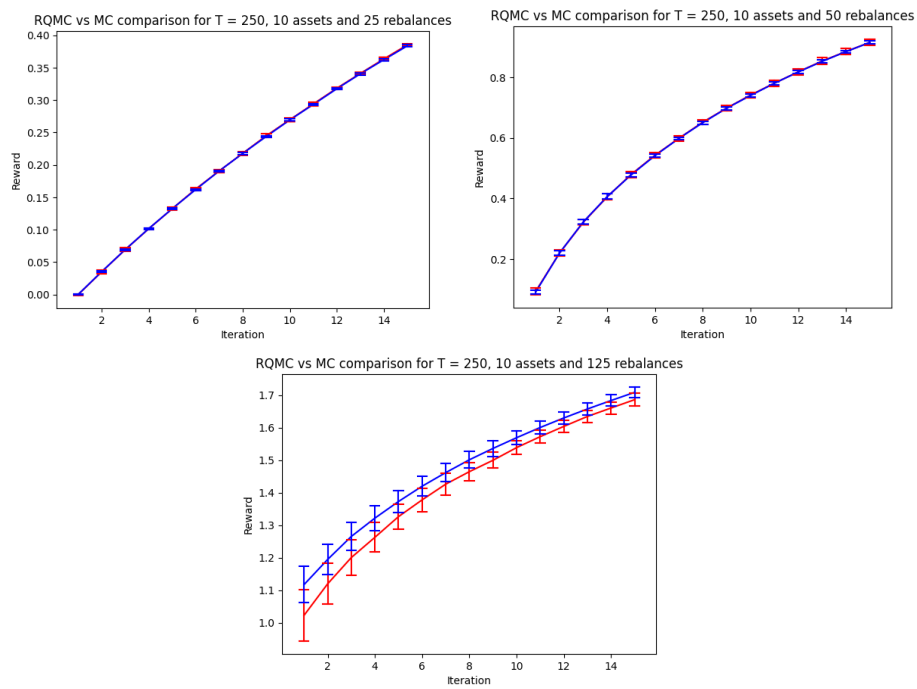 RQMC vs MC comparison for T = 250, 10 assets and 25 rebalances
0.40
0.35
0.30
0.25
0.20
0.15
0.10
0.05
0.00
Reward
2 4 6 8 10 12 14
Iteration
RQMC vs MC comparison for T = 250, 10 assets and 50 rebalances
0.8
0.6
0.4
0.2
Reward
2 4 6 8 10 12 14
Iteration
RQMC vs MC comparison for T = 250, 10 assets and 125 rebalances
1.7
1.6
1.5
1.4
1.3
1.2
1.1
1.0
Reward
2 4 6 8 10 12 14
Iteration